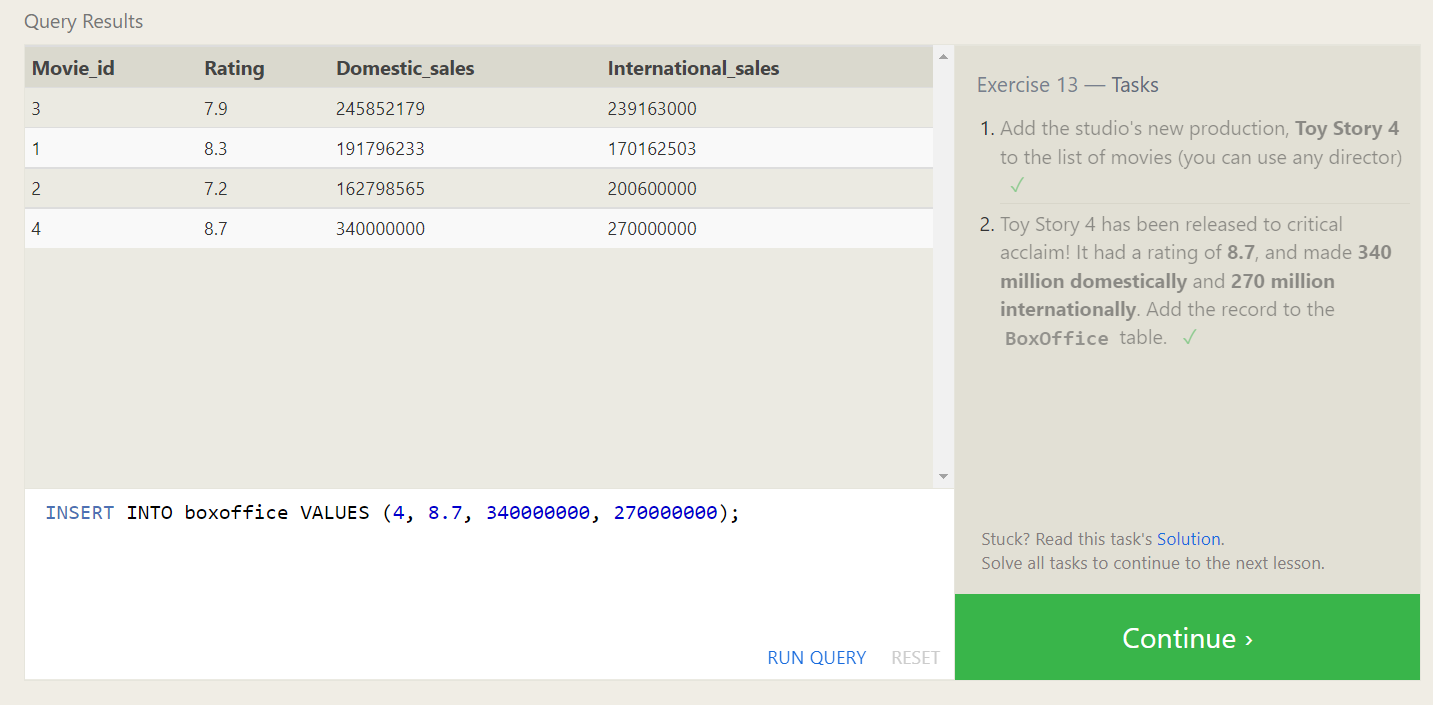 Query Results
Movie_id Rating Domestic_sales International_sales
3 7.9 245852179 239163000
1 8.3 191796233 170162503
2 7.2 162798565 200600000
4 8.7 340000000 270000000
INSERT INTO boxoffice VALUES (4, 8.7, 340000000, 270000000);
RUN QUERY RESET
Exercise 13 — Tasks
1. Add the studio's new production, Toy Story 4
to the list of movies (you can use any director)
✓
2. Toy Story 4 has been released to critical
acclaim! It had a rating of 8.7, and made 340
million domestically and 270 million
internationally. Add the record to the
BoxOffice table. ✓
Stuck? Read this task's Solution.
Solve all tasks to continue to the next lesson.
Continue ›